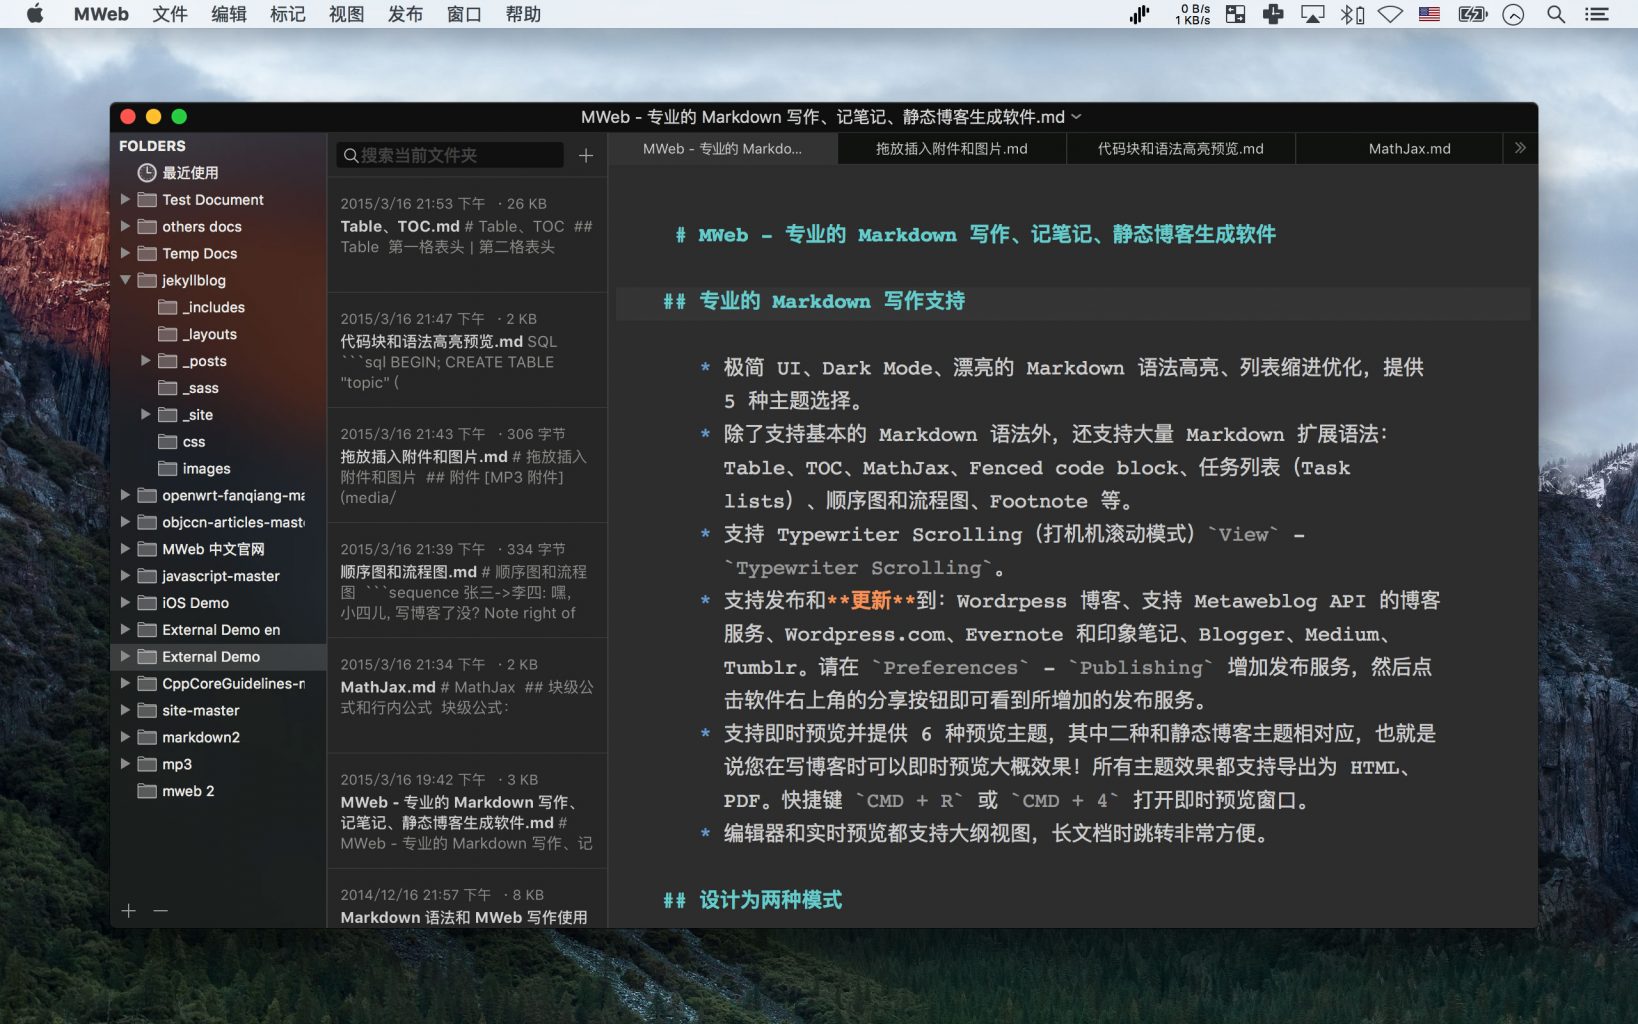 MWeb 文件 编辑 标记 视图 发布 窗口 帮助
0 B/s
1 KB/s
MWeb - 专业的 Markdown 写作、记笔记、静态博客生成软件.md
FOLDERS
最近使用
Test Document
others docs
Temp Docs
jekyllblog
_includes
_layouts
_posts
_sass
_site
css
images
openwrt-fanqiang-ma
objccn-articles-mast
MWeb 中文官网
javascript-master
iOS Demo
External Demo en
External Demo
CppCoreGuidelines-m
site-master
markdown2
mp3
mweb 2
搜索当前文件夹
2015/3/16 21:53 下午 · 26 KB
Table、TOC.md # Table、TOC ##
Table 第一格表头 | 第二格表头
2015/3/16 21:47 下午 · 2 KB
代码块和语法高亮预览.md SQL
```sql BEGIN; CREATE TABLE
"topic" (
2015/3/16 21:43 下午 · 306 字节
拖放插入附件和图片.md # 拖放插入
附件和图片 ## 附件 [MP3 附件]
(media/
2015/3/16 21:39 下午 · 334 字节
顺序图和流程图.md # 顺序图和流程
图 ```sequence 张三->李四: 嘿,
小四儿, 写博客了没? Note right of
2015/3/16 21:34 下午 · 2 KB
MathJax.md # MathJax ## 块级公
式和行内公式 块级公式:
2015/3/16 19:42 下午 · 3 KB
MWeb - 专业的 Markdown 写作、
记笔记、静态博客生成软件.md #
MWeb - 专业的 Markdown 写作、记
2014/12/16 21:57 下午 · 8 KB
Markdown 语法和 MWeb 写作使用
MWeb - 专业的 Markdo... 拖放插入附件和图片.md 代码块和语法高亮预览.md MathJax.md
# MWeb - 专业的 Markdown 写作、记笔记、静态博客生成软件
## 专业的 Markdown 写作支持
* 极简 UI、Dark Mode、漂亮的 Markdown 语法高亮、列表缩进优化，提供
5 种主题选择。
* 除了支持基本的 Markdown 语法外，还支持大量 Markdown 扩展语法：
Table、TOC、MathJax、Fenced code block、任务列表（Task
lists）、顺序图和流程图、Footnote 等。
* 支持 Typewriter Scrolling（打机机滚动模式）`View` -
`Typewriter Scrolling`。
* 支持发布和**更新**到：Wordrpess 博客、支持 Metaweblog API 的博客
服务、Wordpress.com、Evernote 和印象笔记、Blogger、Medium、
Tumblr。请在 `Preferences` - `Publishing` 增加发布服务，然后点
击软件右上角的分享按钮即可看到所增加的发布服务。
* 支持即时预览并提供 6 种预览主题，其中二种和静态博客主题相对应，也就是
说您在写博客时可以即时预览大概效果！所有主题效果都支持导出为 HTML、
PDF。快捷键 `CMD + R` 或 `CMD + 4` 打开即时预览窗口。
* 编辑器和实时预览都支持大纲视图，长文档时跳转非常方便。
## 设计为两种模式